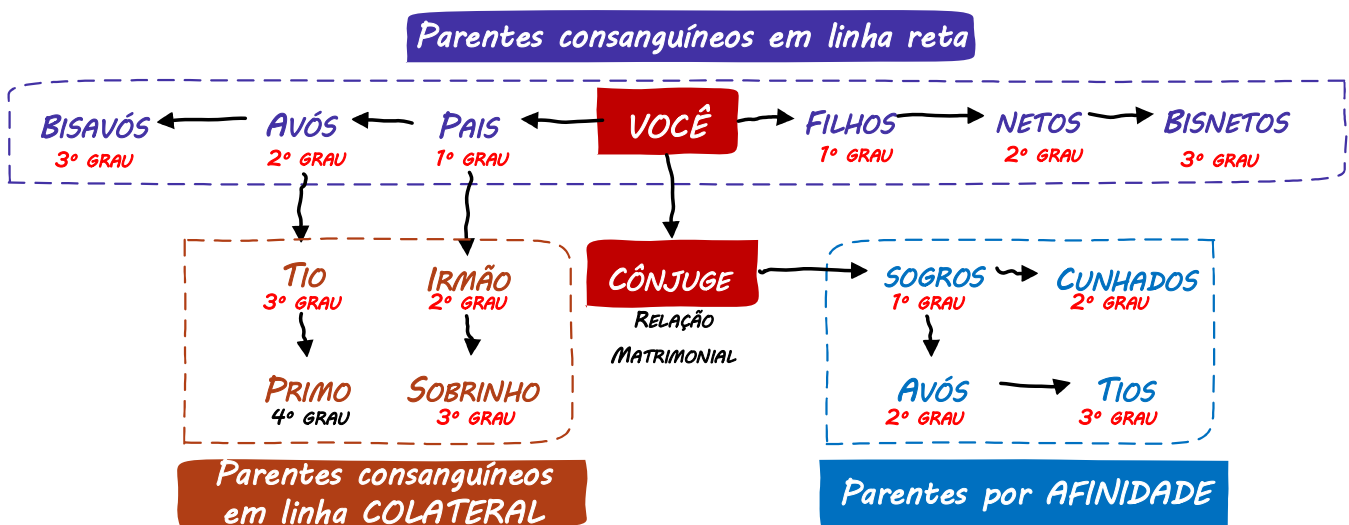 Parentes consanguíneos em linha reta
BISAVÓS
3º GRAU
AVÓS
2º GRAU
PAIS
1º GRAU
VOCÊ
FILHOS
1º GRAU
NETOS
2º GRAU
BISNETOS
3º GRAU
TIO
3º GRAU
IRMÃO
2º GRAU
PRIMO
4º GRAU
SOBRINHO
3º GRAU
CÔNJUGE
RELAÇÃO
MATRIMONIAL
SOGROS
1º GRAU
CUNHADOS
2º GRAU
AVÓS
2º GRAU
TIOS
3º GRAU
Parentes consanguíneos
em linha COLATERAL
Parentes por AFINIDADE